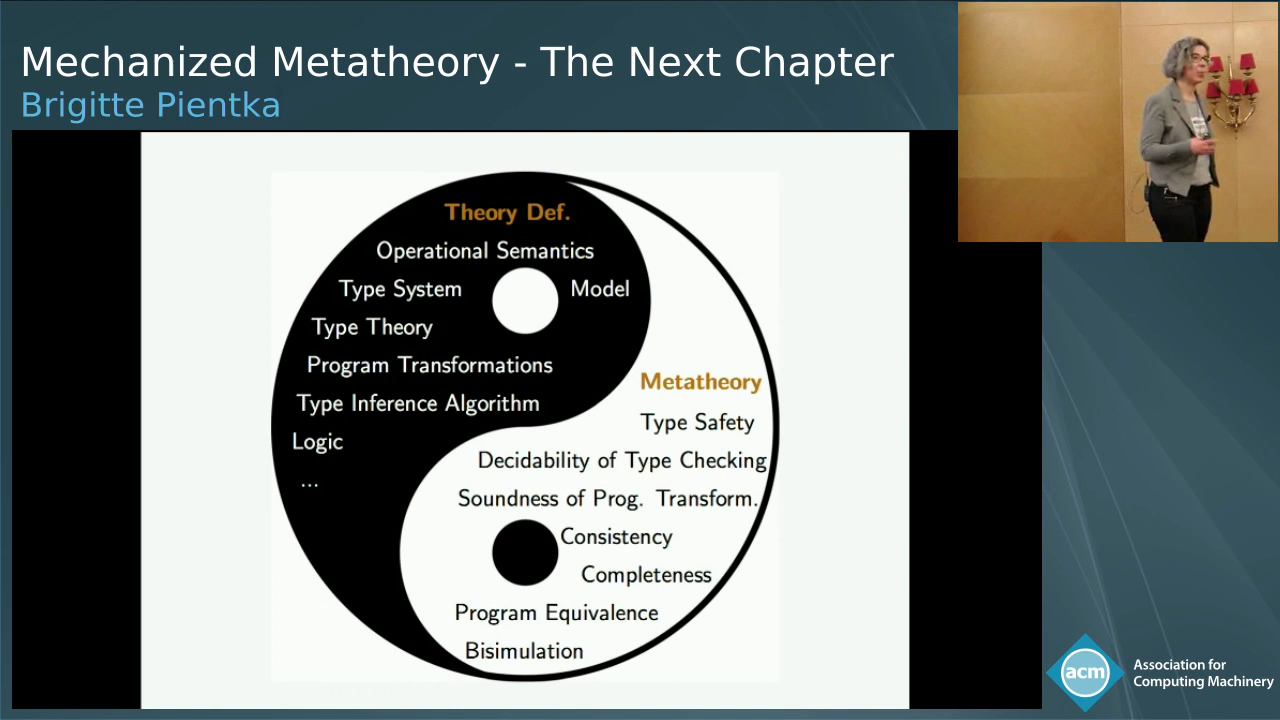 Mechanized Metatheory - The Next Chapter
Brigitte Pientka
Theory Def.
Operational Semantics
Type System
Model
Type Theory
Program Transformations
Type Inference Algorithm
Logic
...
Metatheory
Type Safety
Decidability of Type Checking
Soundness of Prog. Transform.
Consistency
Completeness
Program Equivalence
Bisimulation
acm
Association for
Computing Machinery